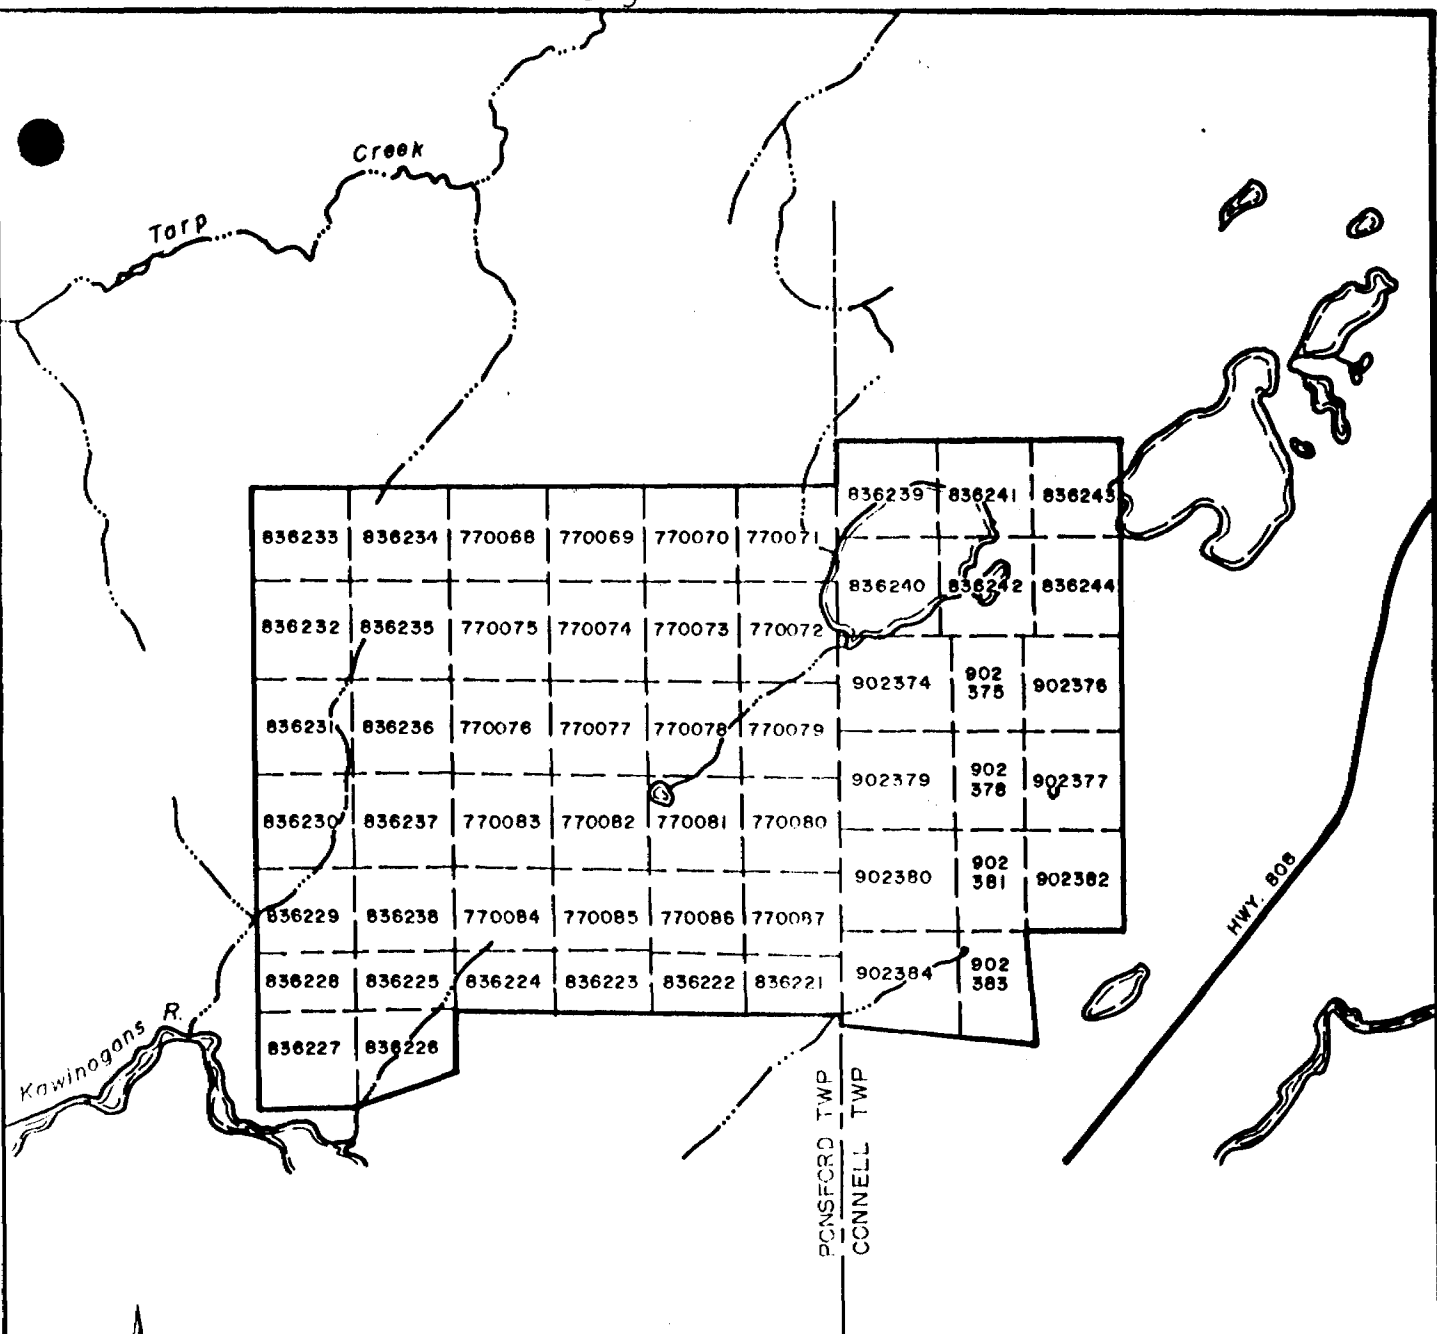 Creek
Tarp
836239 836241 836243
836233 836234 770068 769 770069 770070 770071
836240 836242 836244
836232 836235 770075 770074 770073 770072
902374 902 375 902376
836231 836236 770076 770077 770078 770079
902379 902 378 902377
836230 836237 770083 770082 770081 770080
902380 902 381 902382
HWY. 808
836229 836238 770084 770085 770086 770087
836228 836225 836224 836223 836222 836221 902384 902 383
Kawinogans R.
836227 836226
PONSFORD TWP
CONNELL TWP